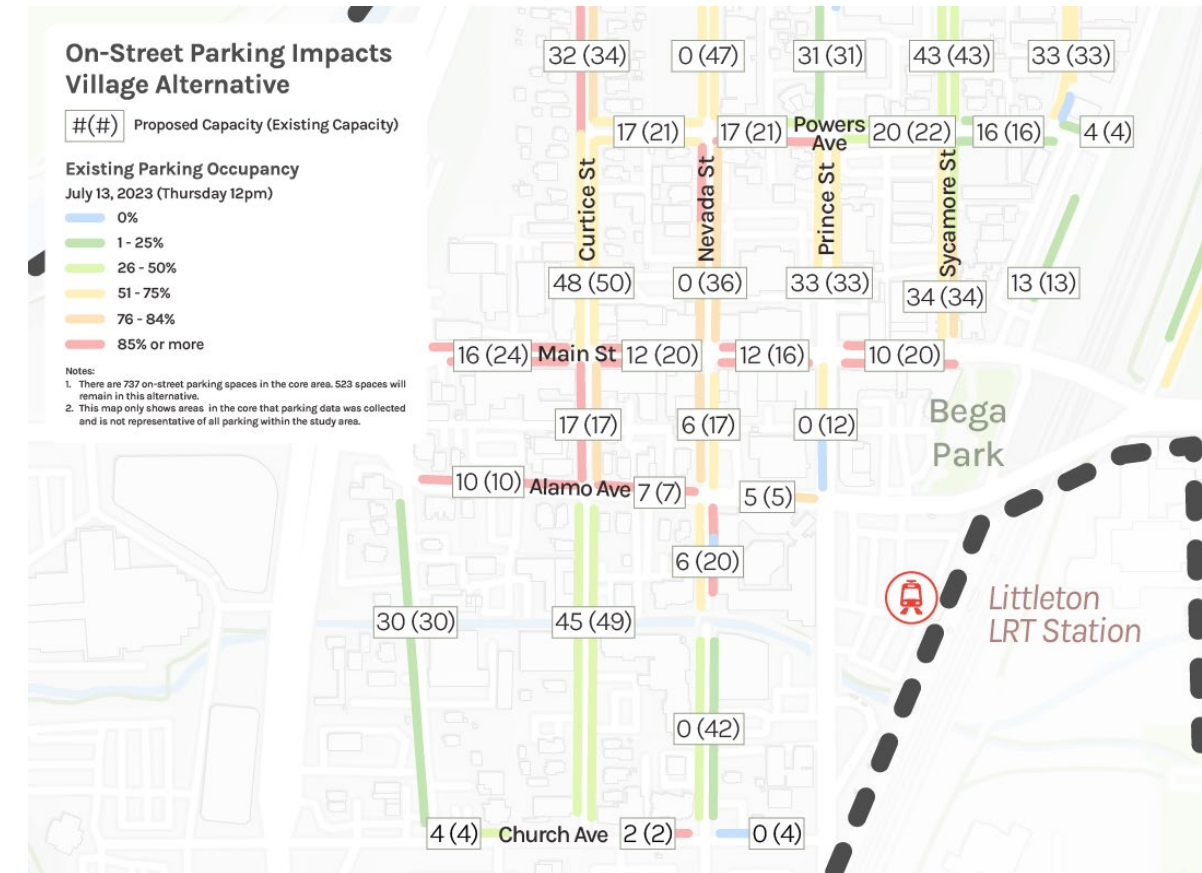 On-Street Parking Impacts
Village Alternative
#(#) Proposed Capacity (Existing Capacity)
Existing Parking Occupancy
July 13, 2023 (Thursday 12pm)
0%
1 - 25%
26 - 50%
51 - 75%
76 - 84%
85% or more
Notes:
1. There are 737 on-street parking spaces in the core area. 523 spaces will
remain in this alternative.
2. This map only shows areas in the core that parking data was collected
and is not representative of all parking within the study area.
32 (34)
0 (47)
31 (31)
43 (43)
33 (33)
17 (21)
17 (21)
Powers
Ave
20 (22)
16 (16)
4 (4)
Curtice St
Nevada St
Prince St
Sycamore St
48 (50)
0 (36)
33 (33)
34 (34)
13 (13)
16 (24)
Main St
12 (20)
12 (16)
10 (20)
17 (17)
6 (17)
0 (12)
Bega
Park
10 (10)
Alamo Ave
7 (7)
5 (5)
6 (20)
30 (30)
45 (49)
Littleton
LRT Station
0 (42)
4 (4)
Church Ave
2 (2)
0 (4)